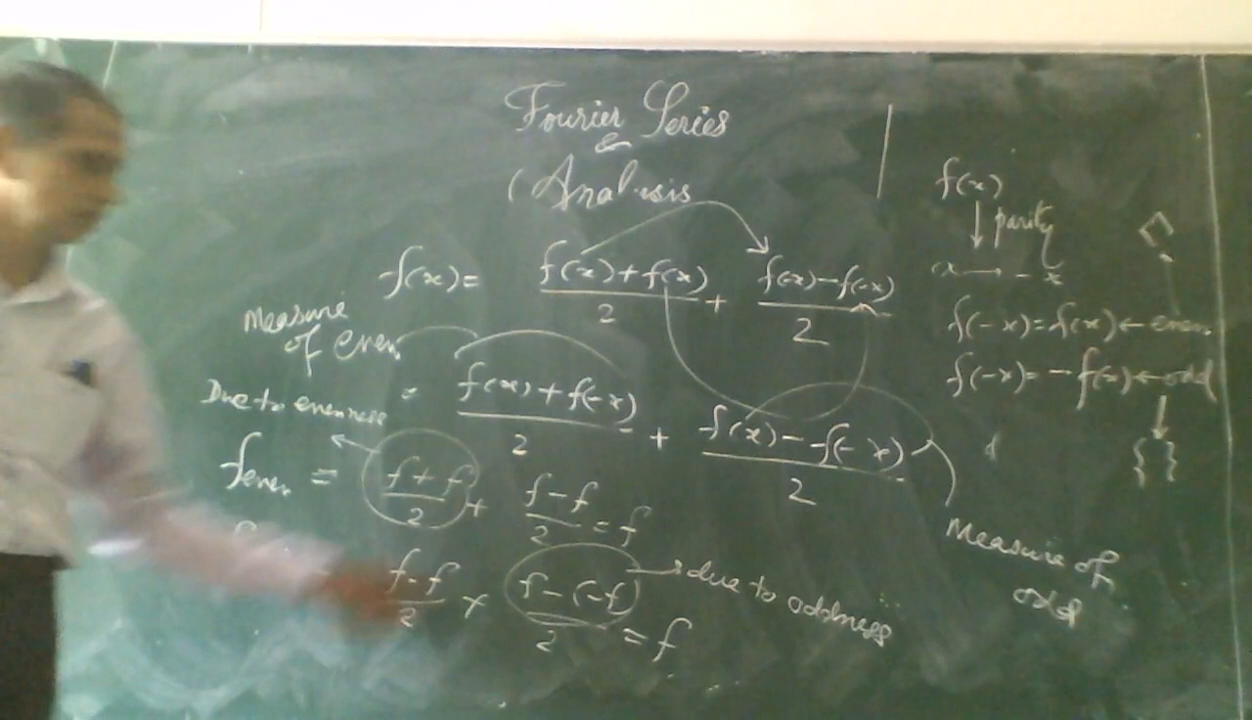 Fourier Series
&
Analysis
f(x) = f(x) + f(x) / 2 + f(x) - f(-x) / 2
Measure
of even
= f(x) + f(-x) / 2 + f(x) - f(-x) / 2
Due to evenness
feven = f + f / 2 + f - f / 2 = f
f - f / 2 x f - (-f) / 2 = f
due to oddness
Measure of
odd
f(x)
↓ parity
x → - x
f(-x) = f(x) ← even
f(-x) = - f(x) ← odd
{ }